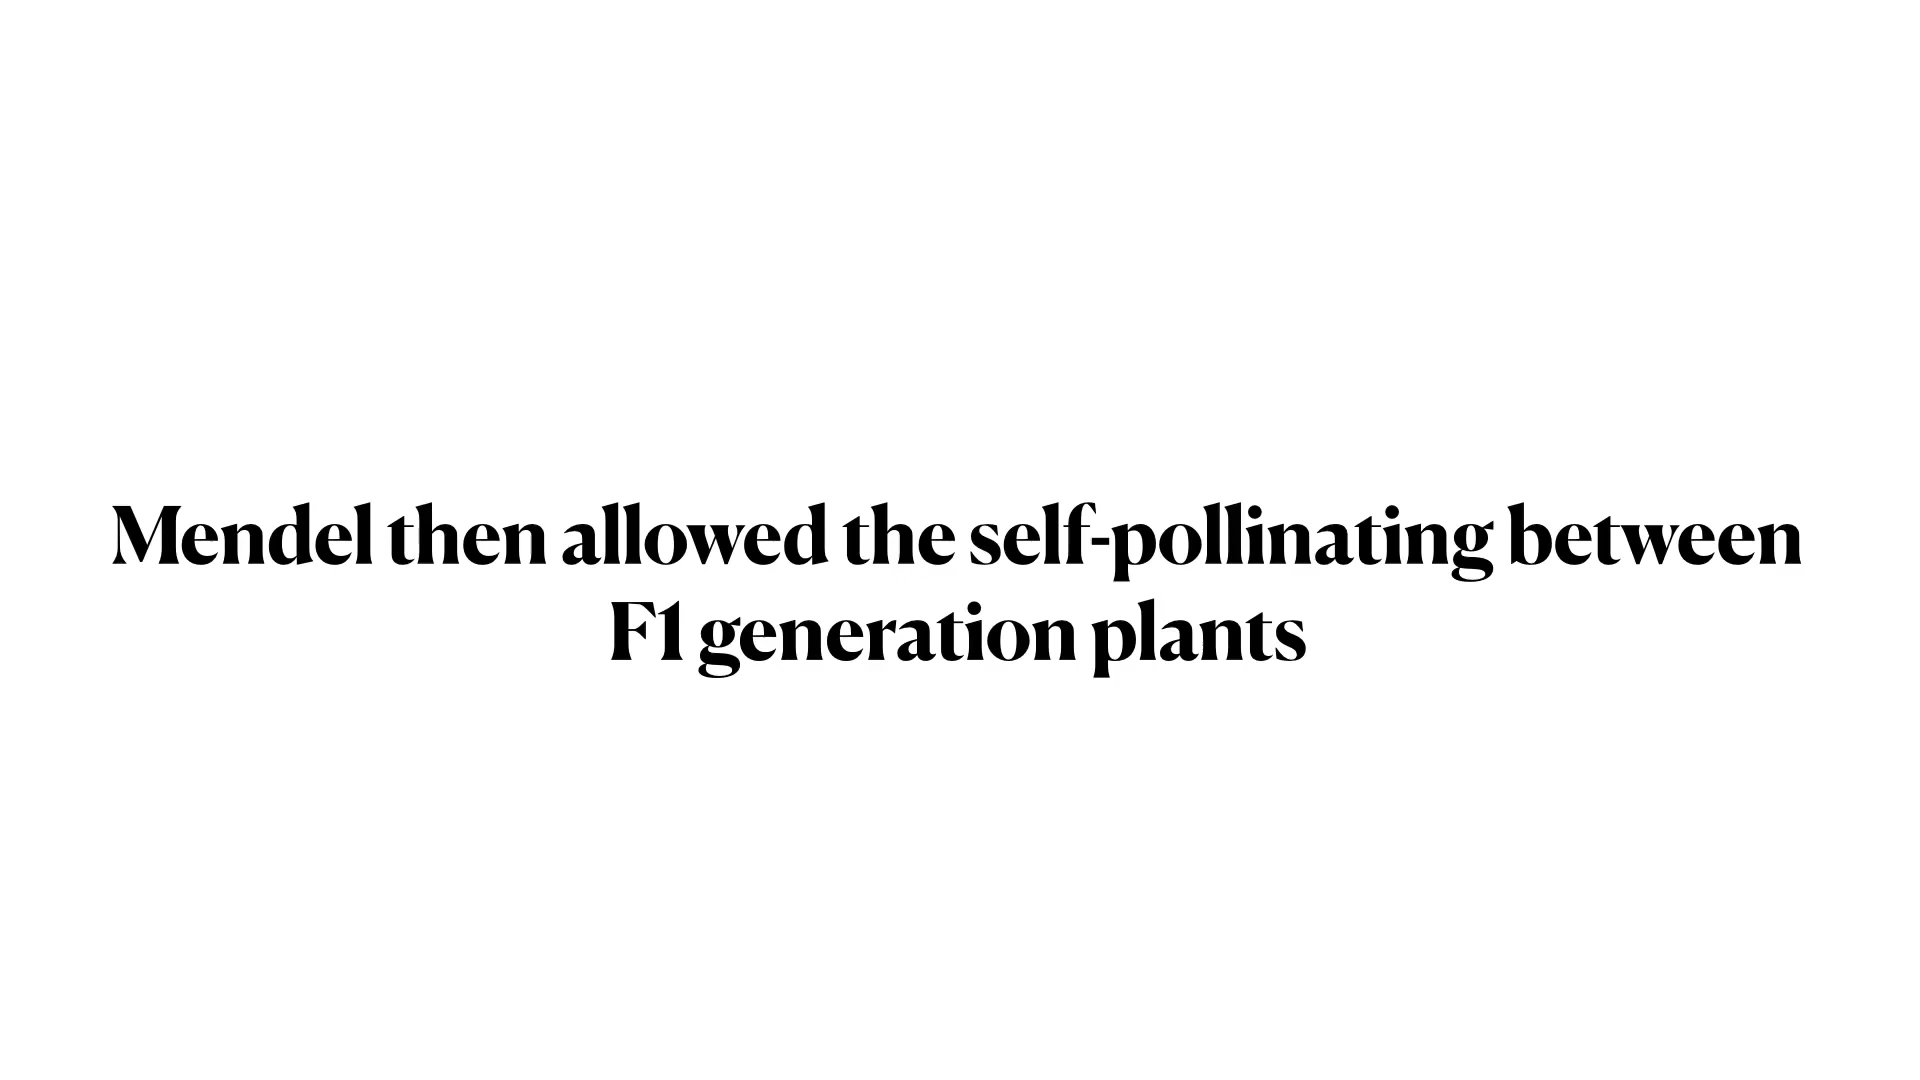 Mendel then allowed the self-pollinating between
F1 generation plants